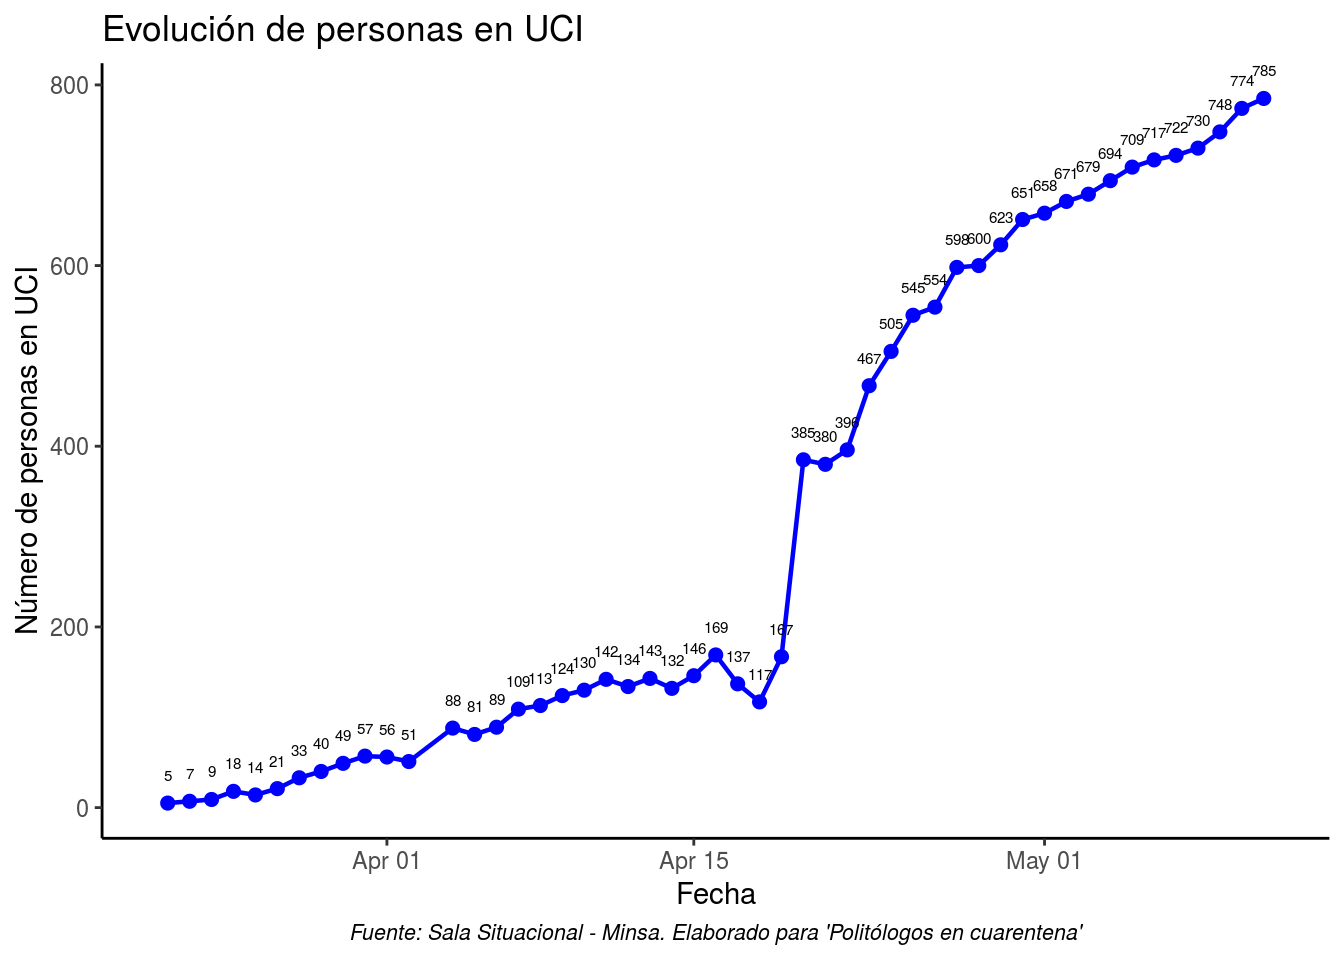 Evolución de personas en UCI
Número de personas en UCI
800
600
400
200
0
5 7 9 18 14 21 33 40 49 57 56 51 88 81 89 109 113 124 130 142 134 143 132 146 169 137 117 167 385 380 396 467 505 545 554 598 600 623 651 658 671 679 694 709 717 722 730 748 774 785
Apr 01 Apr 15 May 01
Fecha
Fuente: Sala Situacional - Minsa. Elaborado para 'Politólogos en cuarentena'